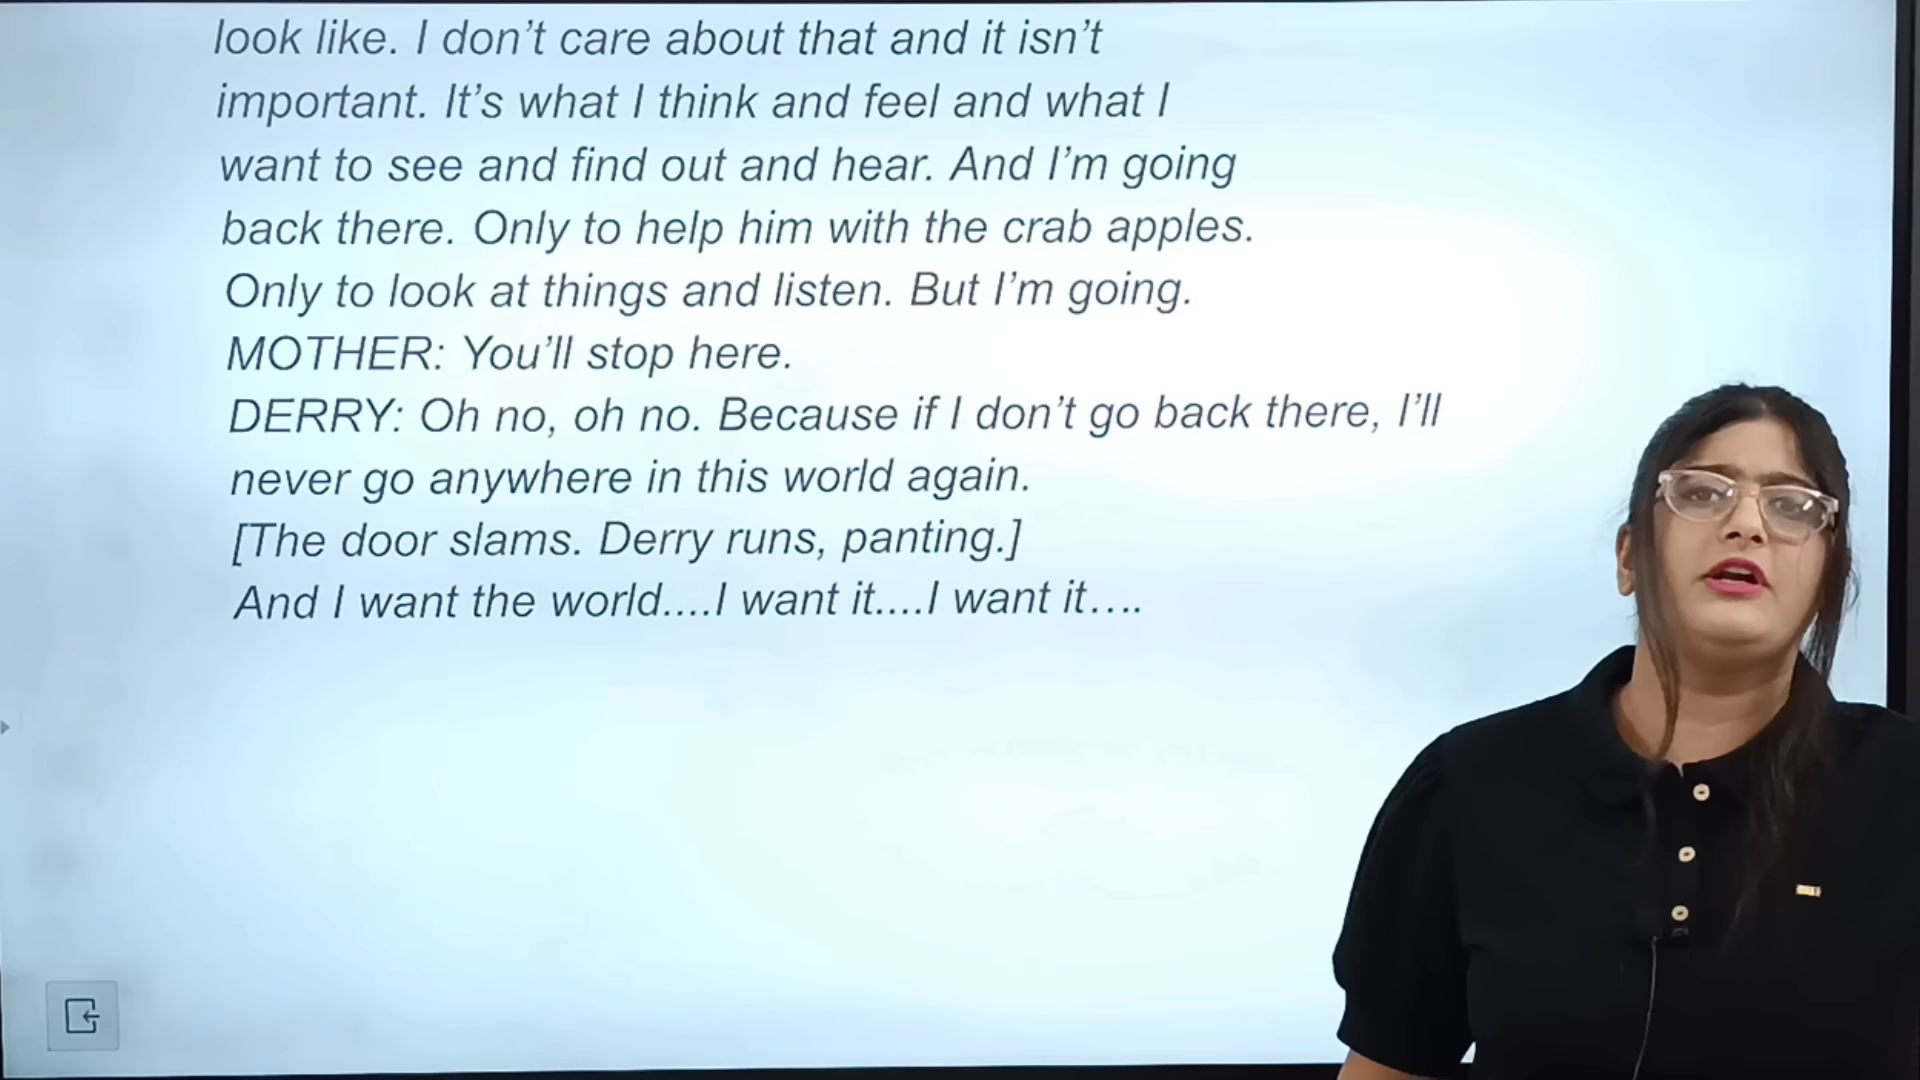 look like. I don’t care about that and it isn’t
important. It’s what I think and feel and what I
want to see and find out and hear. And I’m going
back there. Only to help him with the crab apples.
Only to look at things and listen. But I’m going.
MOTHER: You’ll stop here.
DERRY: Oh no, oh no. Because if I don’t go back there, I’ll
never go anywhere in this world again.
[The door slams. Derry runs, panting.]
And I want the world....I want it....I want it....